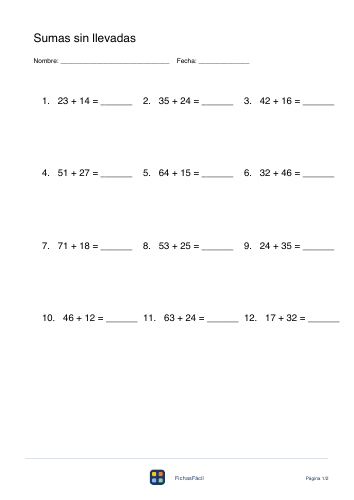 Sumas sin llevadas
Nombre: ______________________________ Fecha: ______________
1. 23 + 14 = ______ 2. 35 + 24 = ______ 3. 42 + 16 = ______
4. 51 + 27 = ______ 5. 64 + 15 = ______ 6. 32 + 46 = ______
7. 71 + 18 = ______ 8. 53 + 25 = ______ 9. 24 + 35 = ______
10. 46 + 12 = ______ 11. 63 + 24 = ______ 12. 17 + 32 = ______
FichasFácil Página 1/2